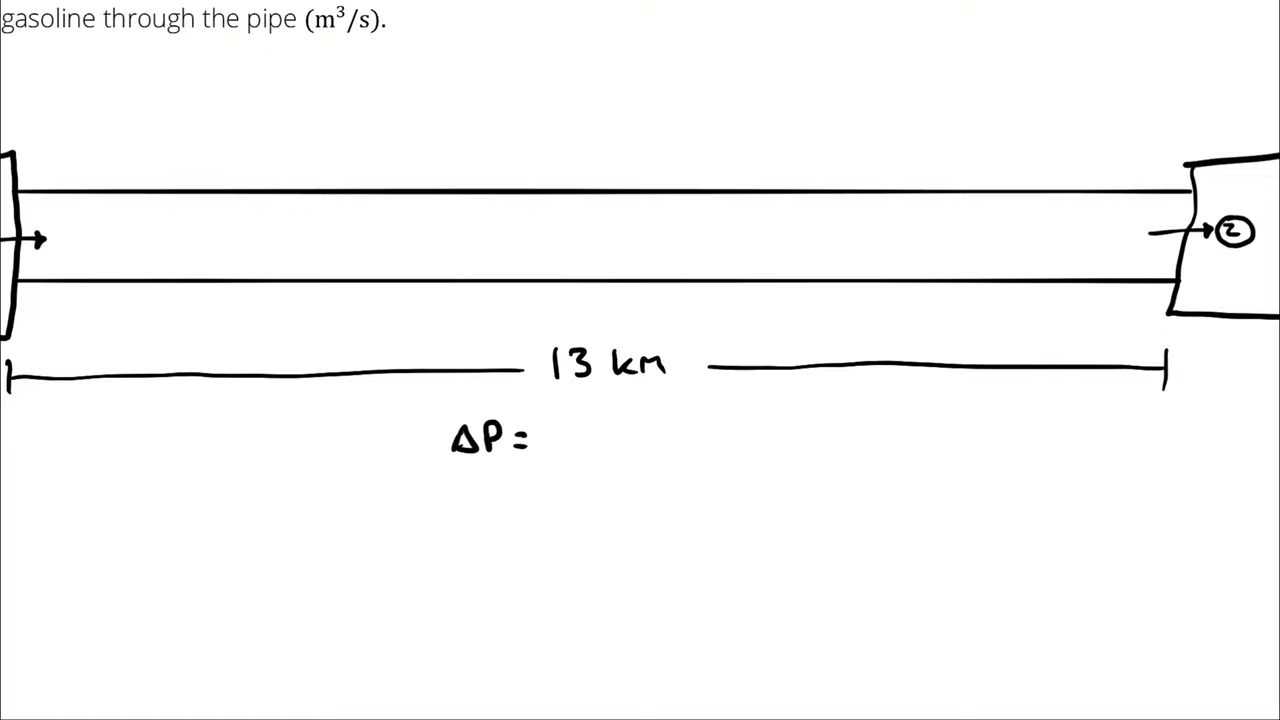 gasoline through the pipe (m³/s).
②
13 km
ΔP=